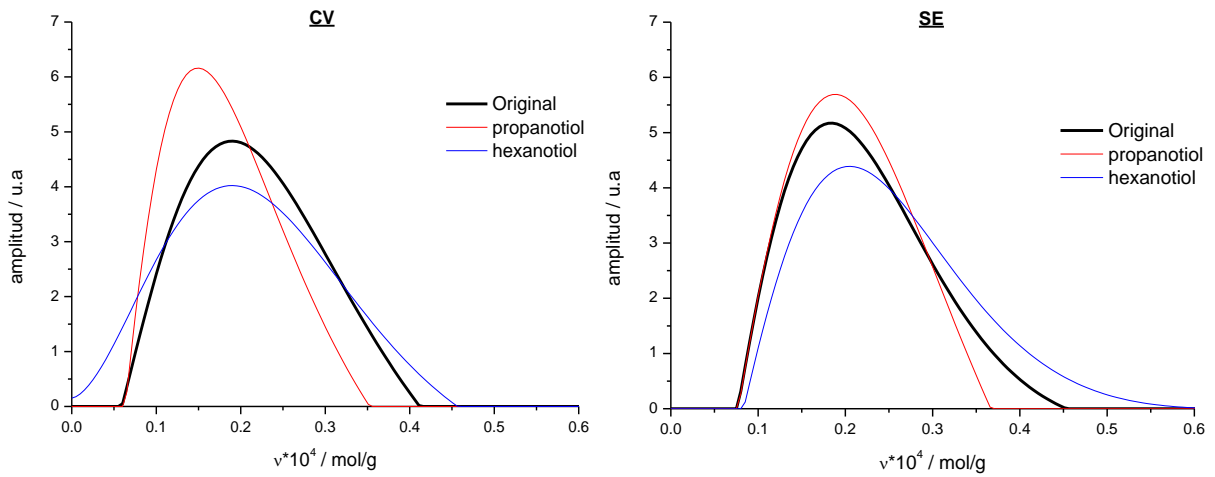 CV
7
6
5
4
3
2
1
0
amplitud / u.a
Original
propanotiol
hexanotiol
0.0 0.1 0.2 0.3 0.4 0.5 0.6
ν*10⁴ / mol/g
SE
7
6
5
4
3
2
1
0
amplitud / u.a
Original
propanotiol
hexanotiol
0.0 0.1 0.2 0.3 0.4 0.5 0.6
ν*10⁴ / mol/g